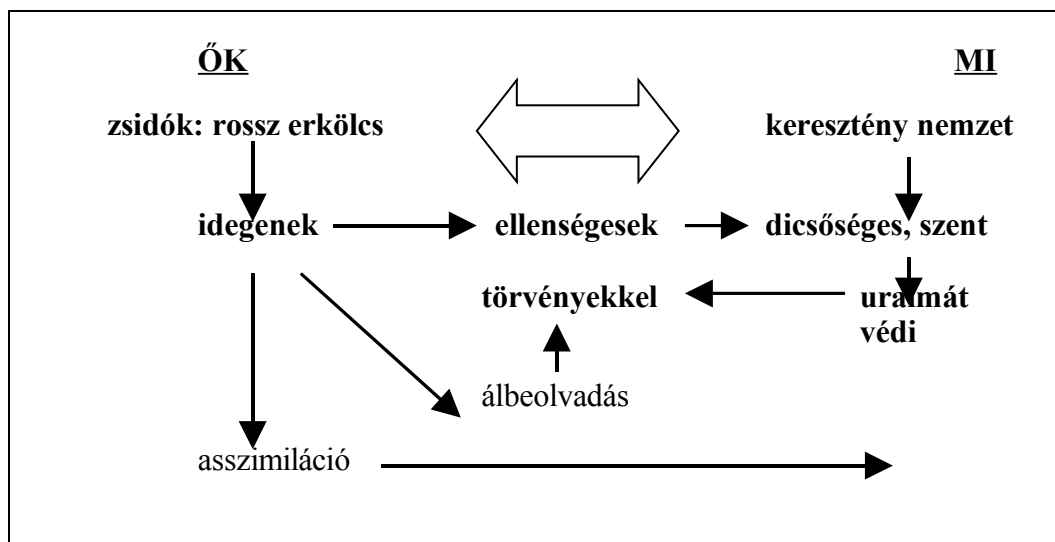 ŐK
MI
zsidók: rossz erkölcs
keresztény nemzet
idegenek
ellenségesek
dicsőséges, szent
törvényekkel
uralmát
védi
álbeolvadás
asszimiláció